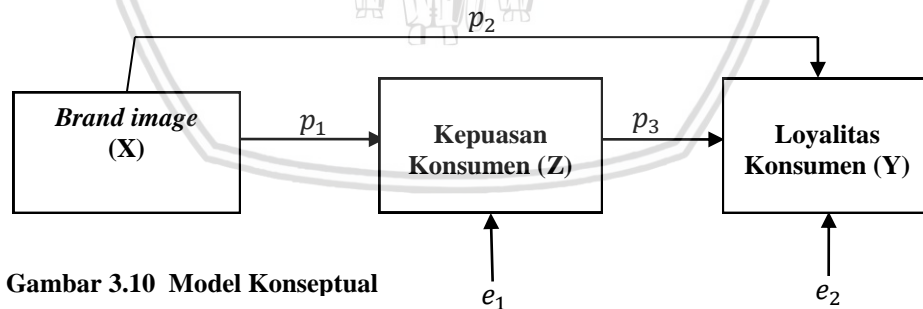 p₂
Brand image
(X)
p₁
Kepuasan
Konsumen (Z)
p₃
Loyalitas
Konsumen (Y)
Gambar 3.10 Model Konseptual
e₁
e₂